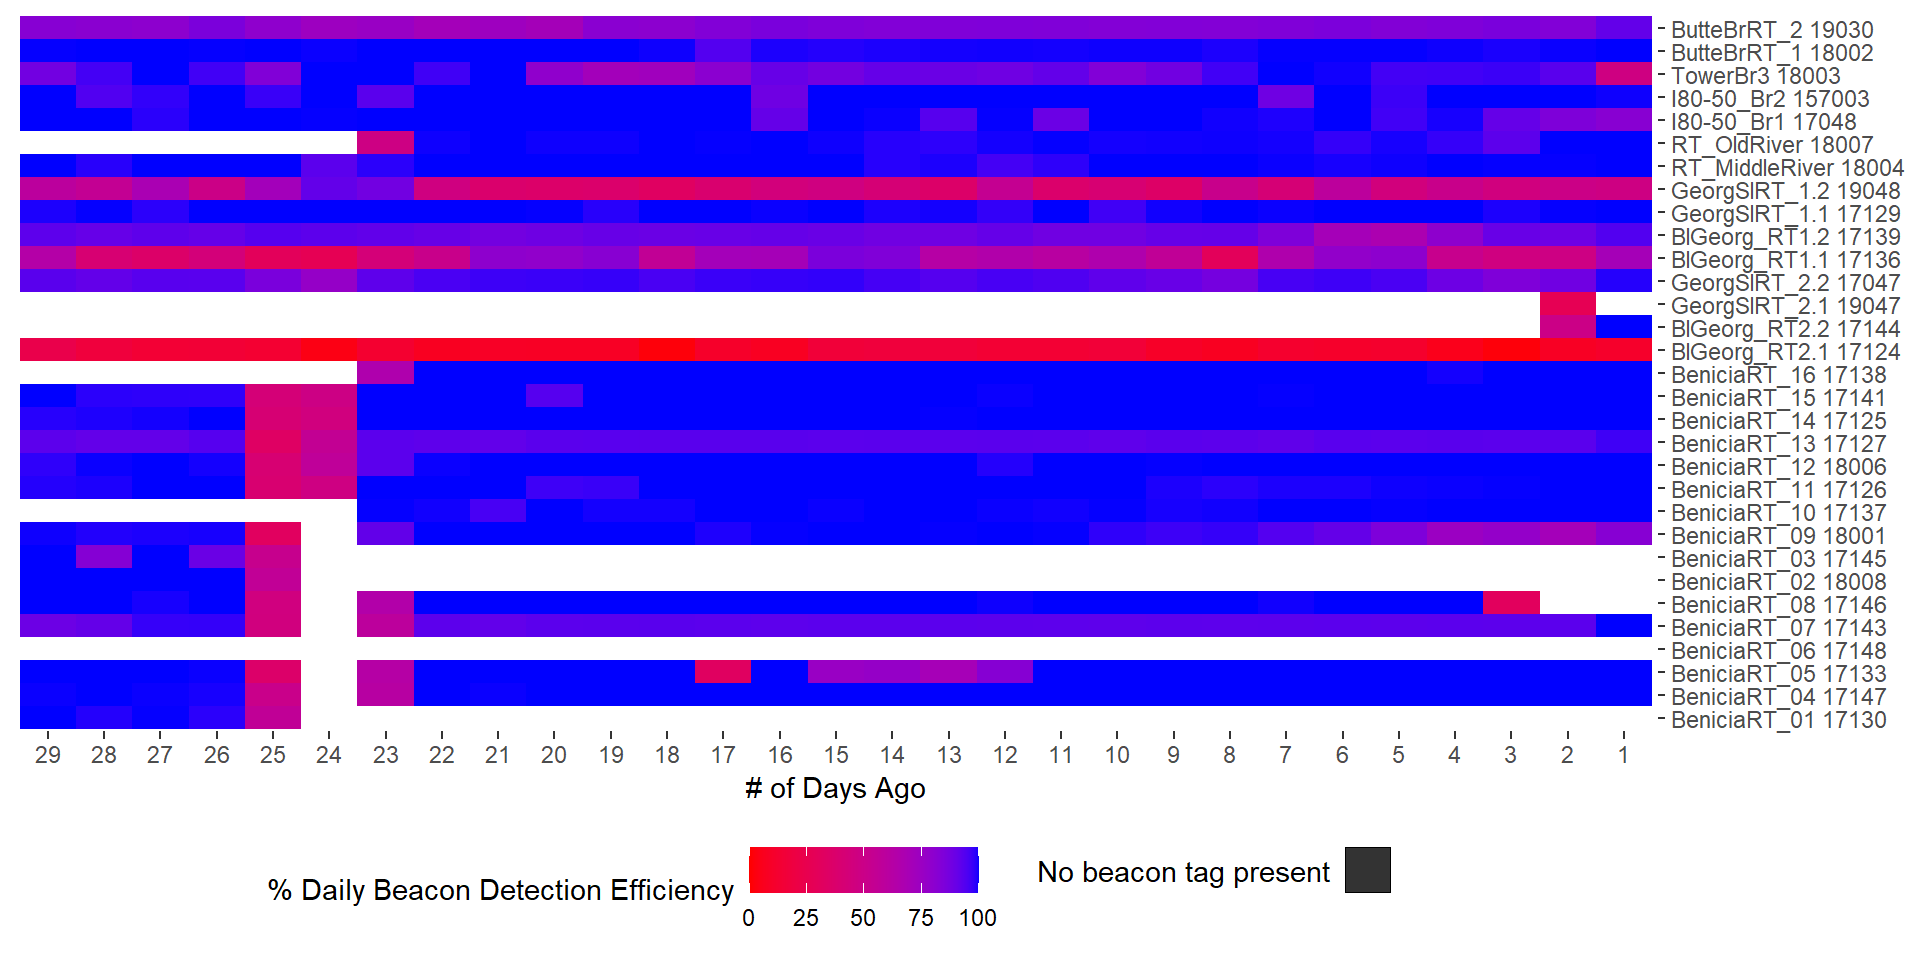 ButteBrRT_2 19030
ButteBrRT_1 18002
TowerBr3 18003
I80-50_Br2 157003
I80-50_Br1 17048
RT_OldRiver 18007
RT_MiddleRiver 18004
GeorgSlRT_1.2 19048
GeorgSlRT_1.1 17129
BlGeorg_RT1.2 17139
BlGeorg_RT1.1 17136
GeorgSlRT_2.2 17047
GeorgSlRT_2.1 19047
BlGeorg_RT2.2 17144
BlGeorg_RT2.1 17124
BeniciaRT_16 17138
BeniciaRT_15 17141
BeniciaRT_14 17125
BeniciaRT_13 17127
BeniciaRT_12 18006
BeniciaRT_11 17126
BeniciaRT_10 17137
BeniciaRT_09 18001
BeniciaRT_03 17145
BeniciaRT_02 18008
BeniciaRT_08 17146
BeniciaRT_07 17143
BeniciaRT_06 17148
BeniciaRT_05 17133
BeniciaRT_04 17147
BeniciaRT_01 17130
29 28 27 26 25 24 23 22 21 20 19 18 17 16 15 14 13 12 11 10 9 8 7 6 5 4 3 2 1
# of Days Ago
% Daily Beacon Detection Efficiency
0 25 50 75 100
No beacon tag present